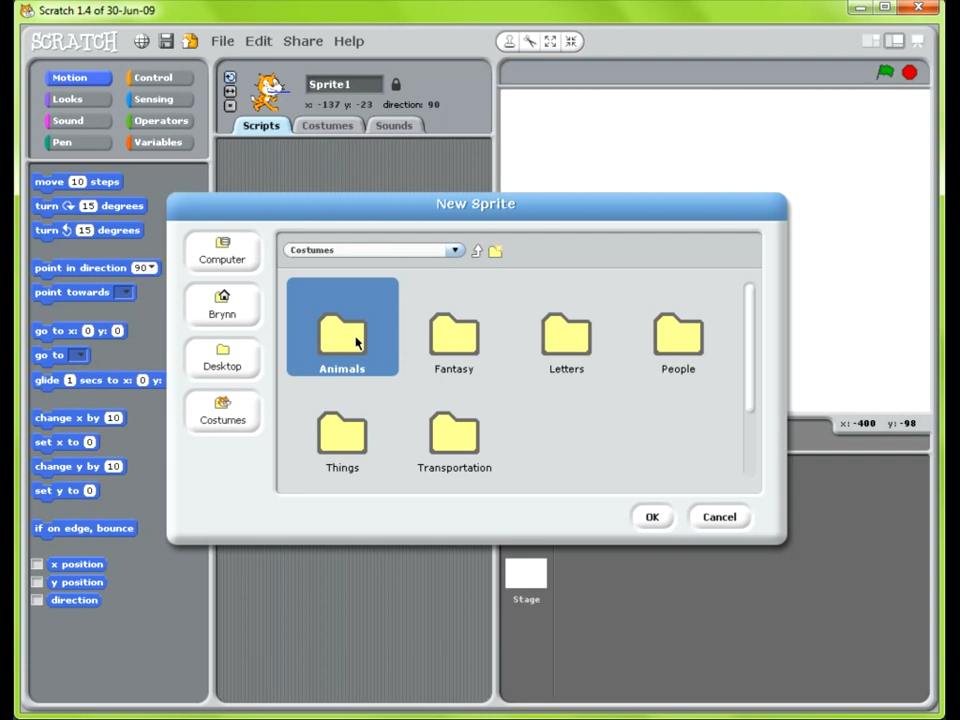 Scratch 1.4 of 30-Jun-09
SCRATCH File Edit Share Help
Motion Control
Looks Sensing
Sound Operators
Pen Variables
Sprite1
x: -137 y: -23 direction: 90
Scripts Costumes Sounds
move 10 steps
turn 15 degrees
turn 15 degrees
point in direction 90
point towards
go to x: 0 y: 0
go to
glide 1 secs to x: 0 y:
change x by 10
set x to 0
change y by 10
set y to 0
if on edge, bounce
x position
y position
direction
New Sprite
Computer
Brynn
Desktop
Costumes
Costumes
Animals Fantasy Letters People
Things Transportation
OK Cancel
x: -400 y: -98
Stage